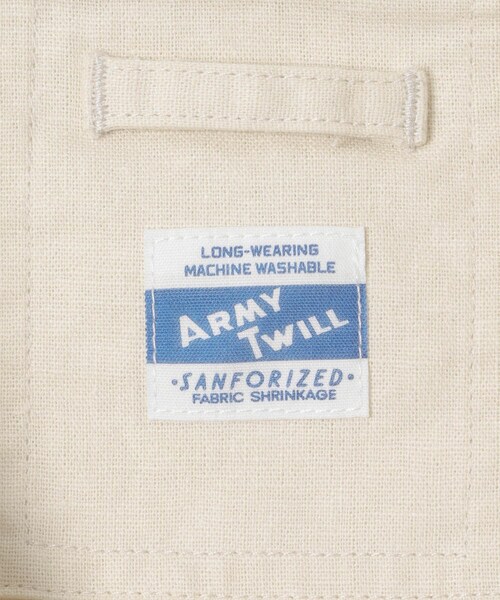 LONG-WEARING
MACHINE WASHABLE
ARMY
TWILL
•SANFORIZED•
FABRIC SHRINKAGE